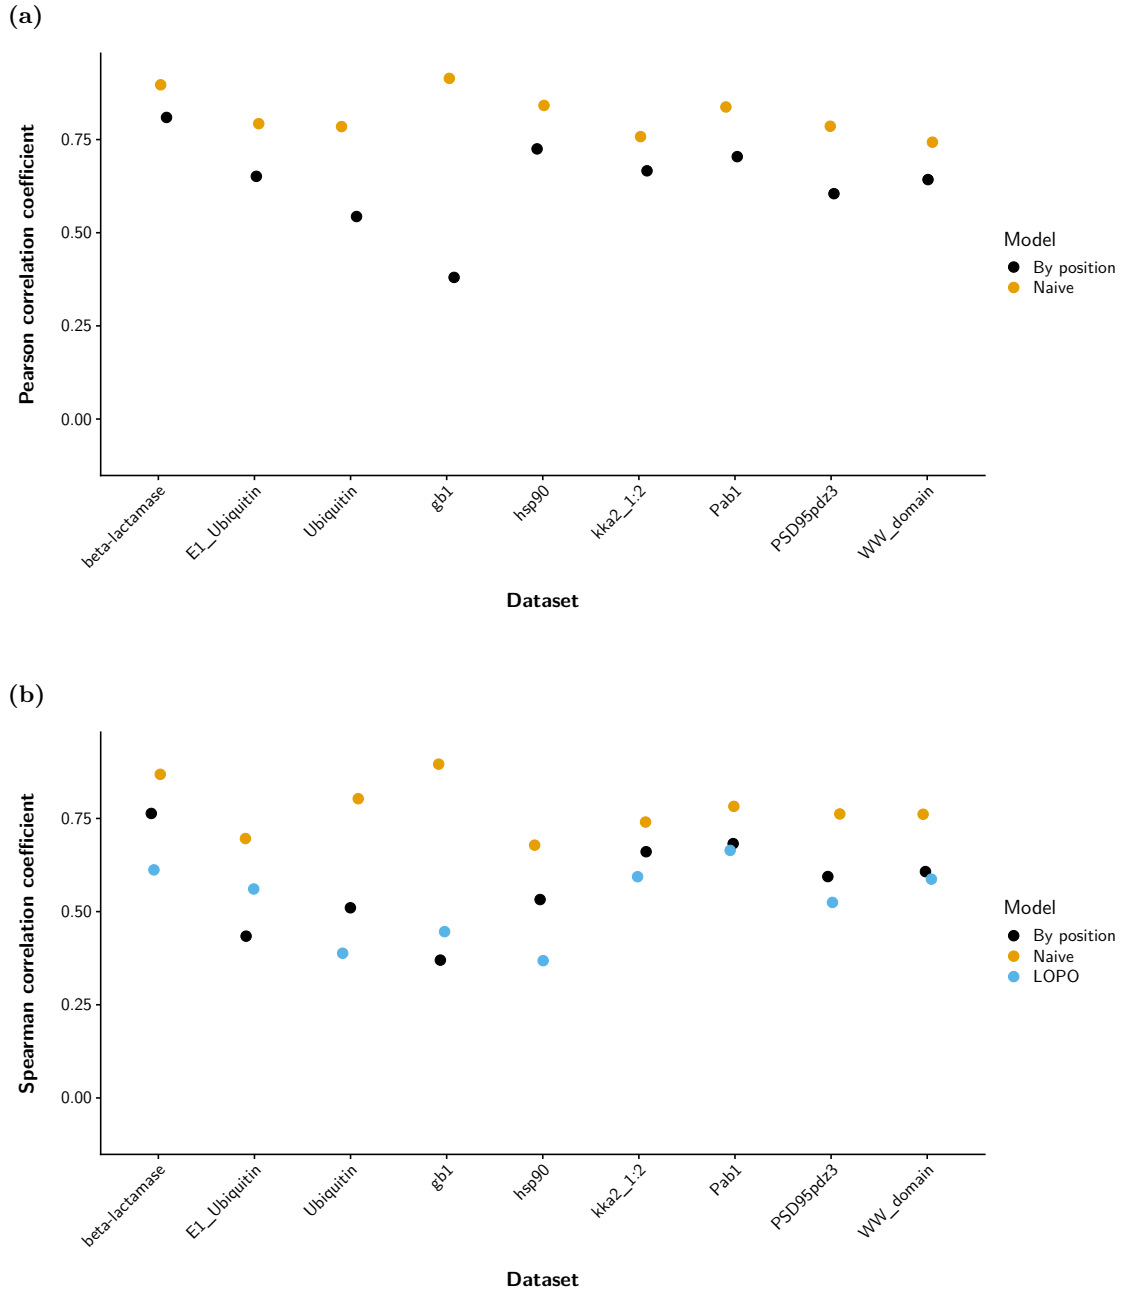 (a)
Pearson correlation coefficient
0.75
0.50
0.25
0.00
beta-lactamase
E1_Ubiquitin
Ubiquitin
gb1
hsp90
kka2_1:2
Pab1
PSD95pdz3
WW_domain
Dataset
Model
By position
Naive
(b)
Spearman correlation coefficient
0.75
0.50
0.25
0.00
beta-lactamase
E1_Ubiquitin
Ubiquitin
gb1
hsp90
kka2_1:2
Pab1
PSD95pdz3
WW_domain
Dataset
Model
By position
Naive
LOPO